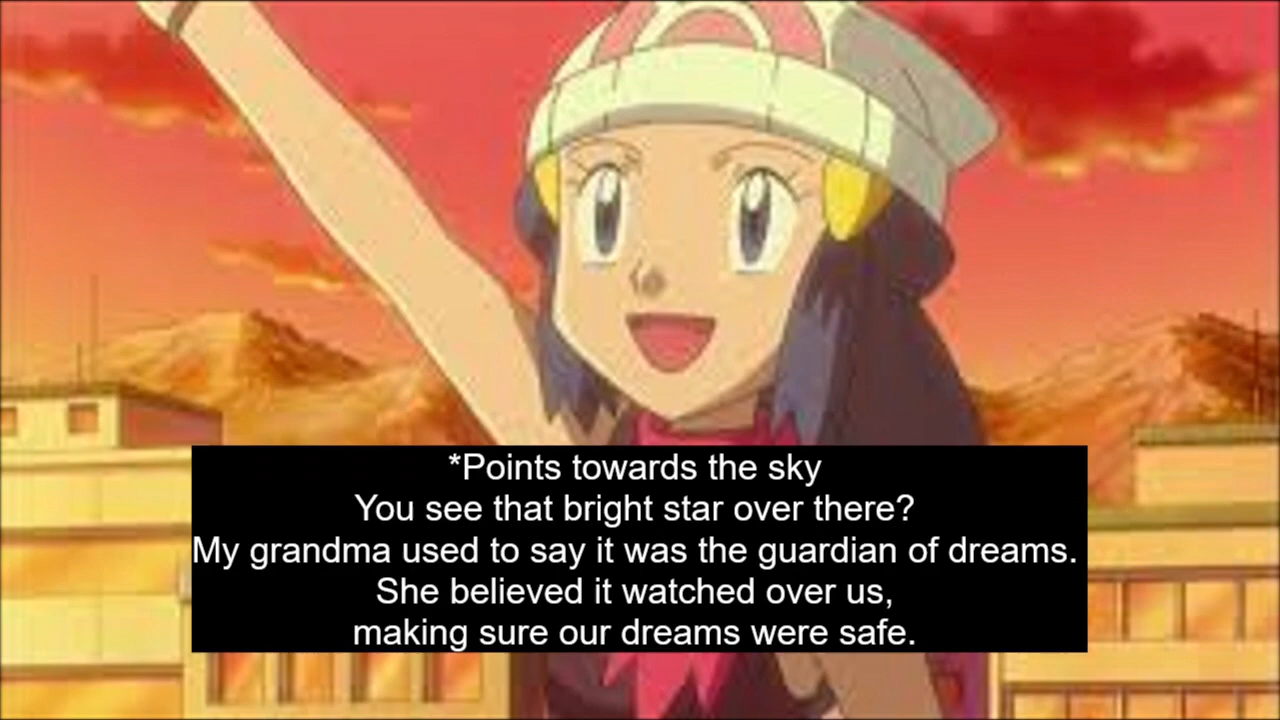 *Points towards the sky
You see that bright star over there?
My grandma used to say it was the guardian of dreams.
She believed it watched over us,
making sure our dreams were safe.